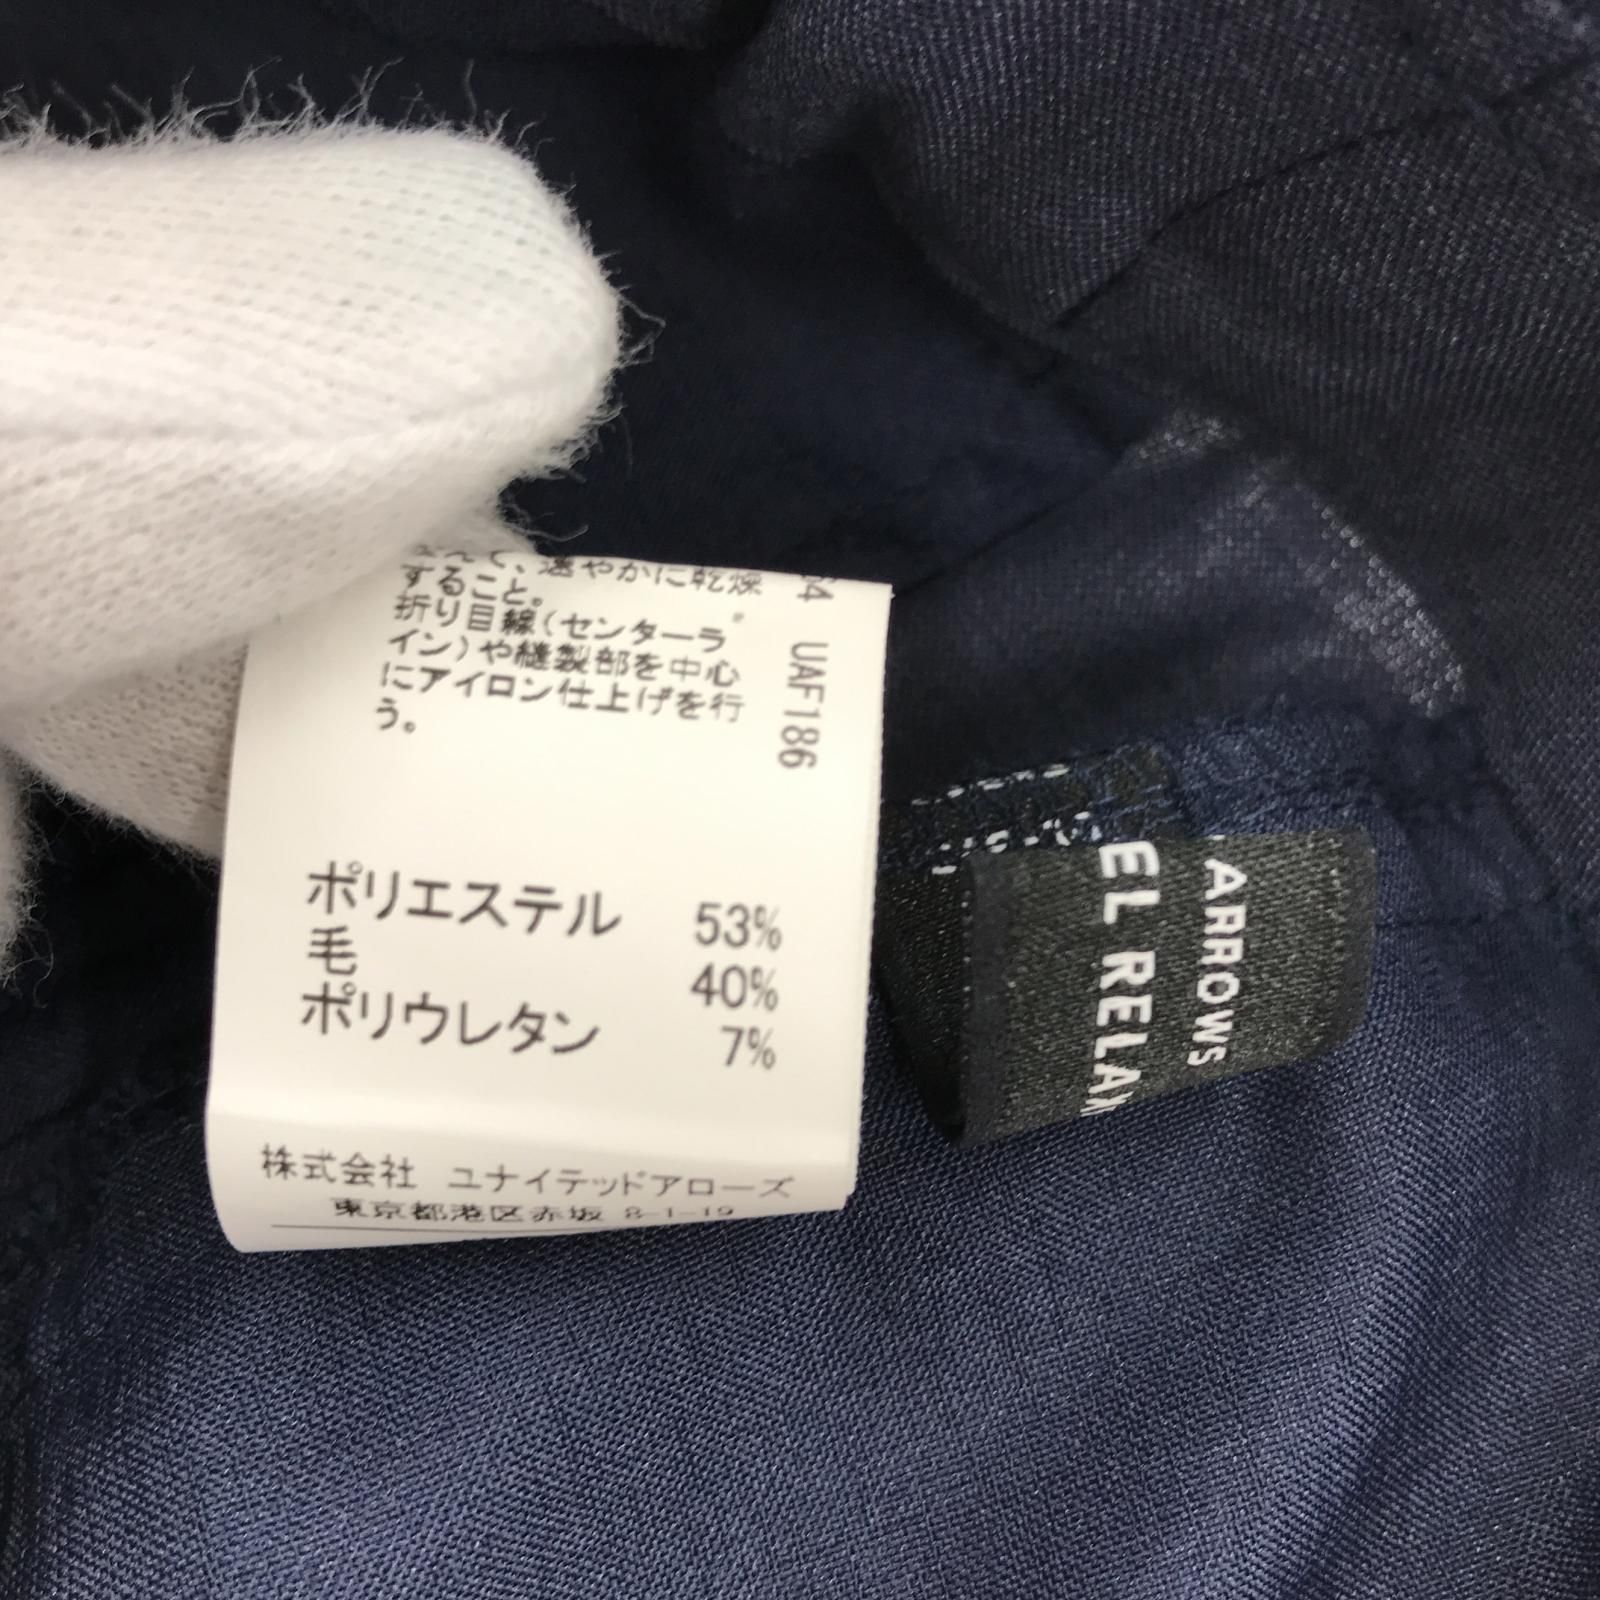 て、速やかに乾燥
すること。
折り目線(センターラ
イン)や縫製部を中心
にアイロン仕上げを行
う。
64 UAF186
ポリエステル 53%
毛 40%
ポリウレタン 7%
株式会社 ユナイテッドアローズ
東京都港区赤坂 8-1-19
ARROWS
EL RELAX